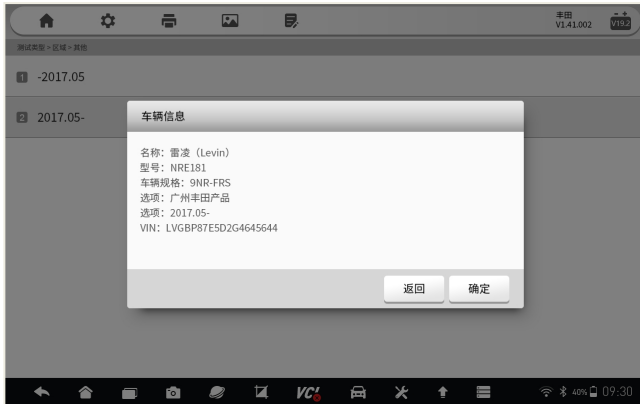 丰田
V1.41.002
V19.2
测试类型 > 区域 > 其他
1 -2017.05
2 2017.05-
车辆信息
名称：雷凌（Levin）
型号：NRE181
车辆规格：9NR-FRS
选项：广州丰田产品
选项：2017.05-
VIN：LVGBP87E5D2G4645644
返回 确定
VCI 40% 09:30